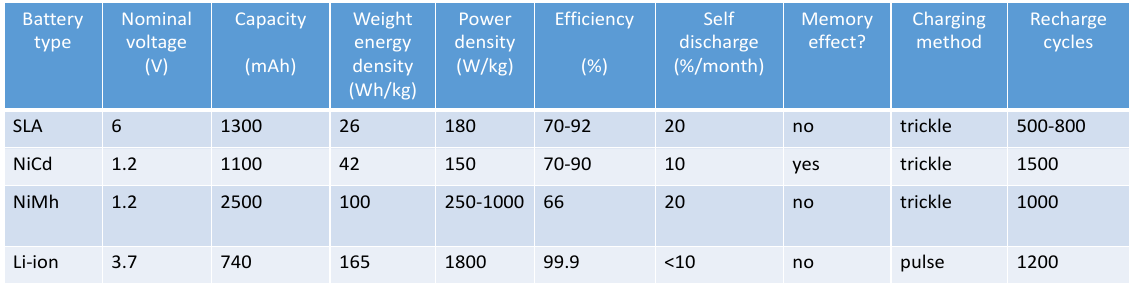 Battery type Nominal voltage (V) Capacity (mAh) Weight energy density (Wh/kg) Power density (W/kg) Efficiency (%) Self discharge (%/month) Memory effect? Charging method Recharge cycles
SLA 6 1300 26 180 70-92 20 no trickle 500-800
NiCd 1.2 1100 42 150 70-90 10 yes trickle 1500
NiMh 1.2 2500 100 250-1000 66 20 no trickle 1000
Li-ion 3.7 740 165 1800 99.9 <10 no pulse 1200